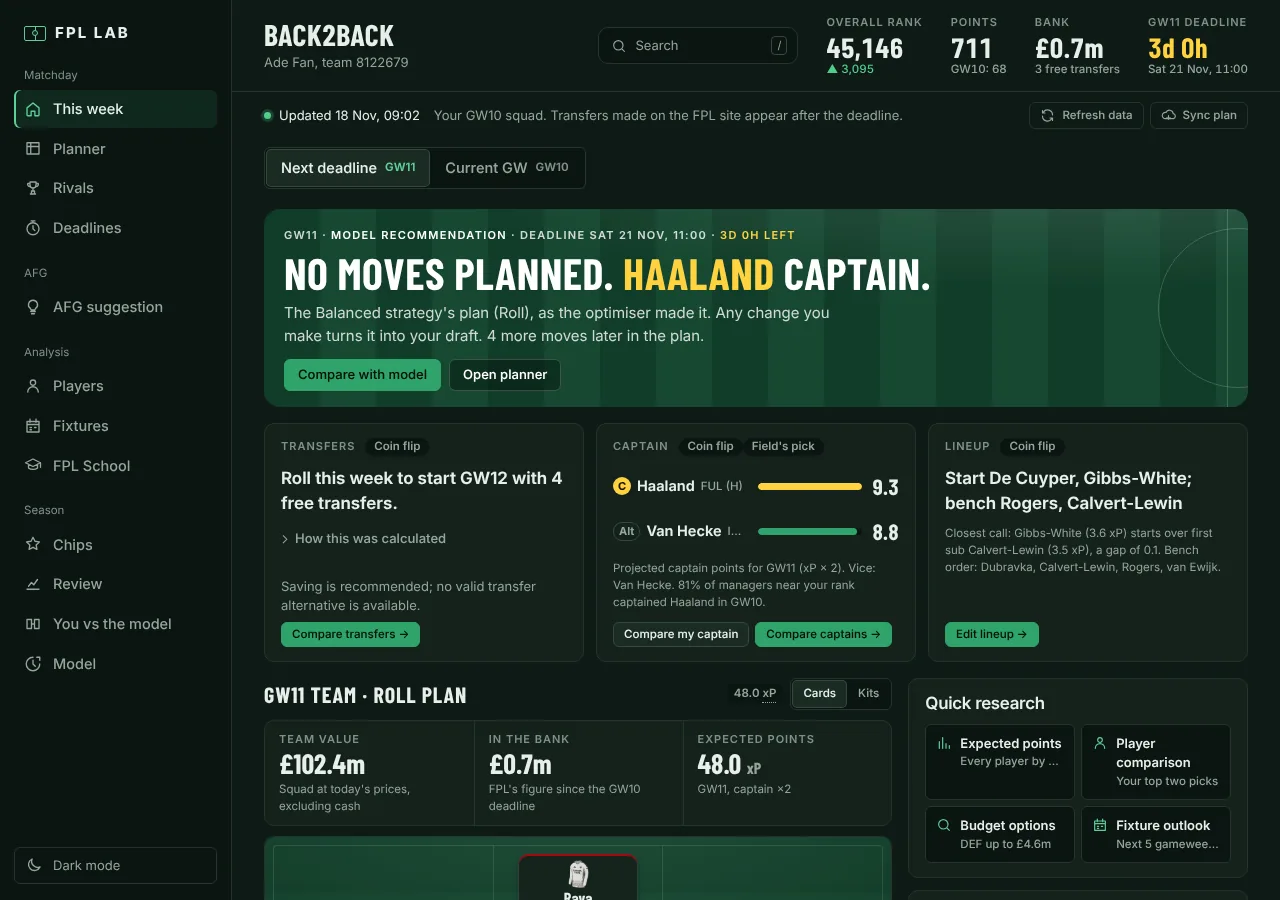 FPL LAB
Matchday
This week
Planner
Rivals
Deadlines
AFG
AFG suggestion
Analysis
Players
Fixtures
FPL School
Season
Chips
Review
You vs the model
Model
Dark mode
BACK2BACK
Ade Fan, team 8122679
Search /
OVERALL RANK
45,146
▲ 3,095
POINTS
711
GW10: 68
BANK
£0.7m
3 free transfers
GW11 DEADLINE
3d 0h
Sat 21 Nov, 11:00
Updated 18 Nov, 09:02 Your GW10 squad. Transfers made on the FPL site appear after the deadline.
Refresh data
Sync plan
Next deadline GW11
Current GW GW10
GW11 · MODEL RECOMMENDATION · DEADLINE SAT 21 NOV, 11:00 · 3D 0H LEFT
NO MOVES PLANNED. HAALAND CAPTAIN.
The Balanced strategy's plan (Roll), as the optimiser made it. Any change you
make turns it into your draft. 4 more moves later in the plan.
Compare with model
Open planner
TRANSFERS Coin flip
Roll this week to start GW12 with 4
free transfers.
How this was calculated
Saving is recommended; no valid transfer
alternative is available.
Compare transfers →
CAPTAIN Coin flip Field's pick
C Haaland FUL (H) 9.3
Alt Van Hecke I... 8.8
Projected captain points for GW11 (xP × 2). Vice:
Van Hecke. 81% of managers near your rank
captained Haaland in GW10.
Compare my captain
Compare captains →
LINEUP Coin flip
Start De Cuyper, Gibbs-White;
bench Rogers, Calvert-Lewin
Closest call: Gibbs-White (3.6 xP) starts over first
sub Calvert-Lewin (3.5 xP), a gap of 0.1. Bench
order: Dubravka, Calvert-Lewin, Rogers, van Ewijk.
Edit lineup →
GW11 TEAM · ROLL PLAN
48.0 xP
Cards
Kits
TEAM VALUE
£102.4m
Squad at today's prices,
excluding cash
IN THE BANK
£0.7m
FPL's figure since the GW10
deadline
EXPECTED POINTS
48.0 xP
GW11, captain ×2
Raya
Quick research
Expected points
Every player by ...
Player
comparison
Your top two picks
Budget options
DEF up to £4.6m
Fixture outlook
Next 5 gamewee...